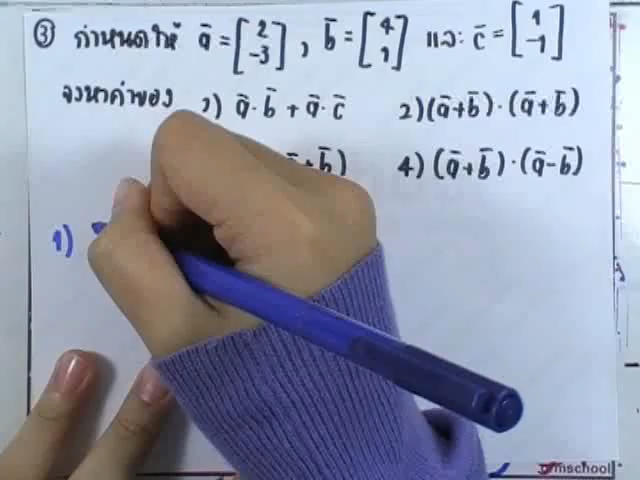 ③ กำหนดให้ ā = [2 -3], b̄ = [4 1] และ c̄ = [1 -1]
จงหาค่าของ 1) ā·b̄ + ā·c̄ 2) (ā+b̄)·(ā+b̄)
+ b̄) 4) (ā+b̄)·(ā-b̄)
1)
mschool